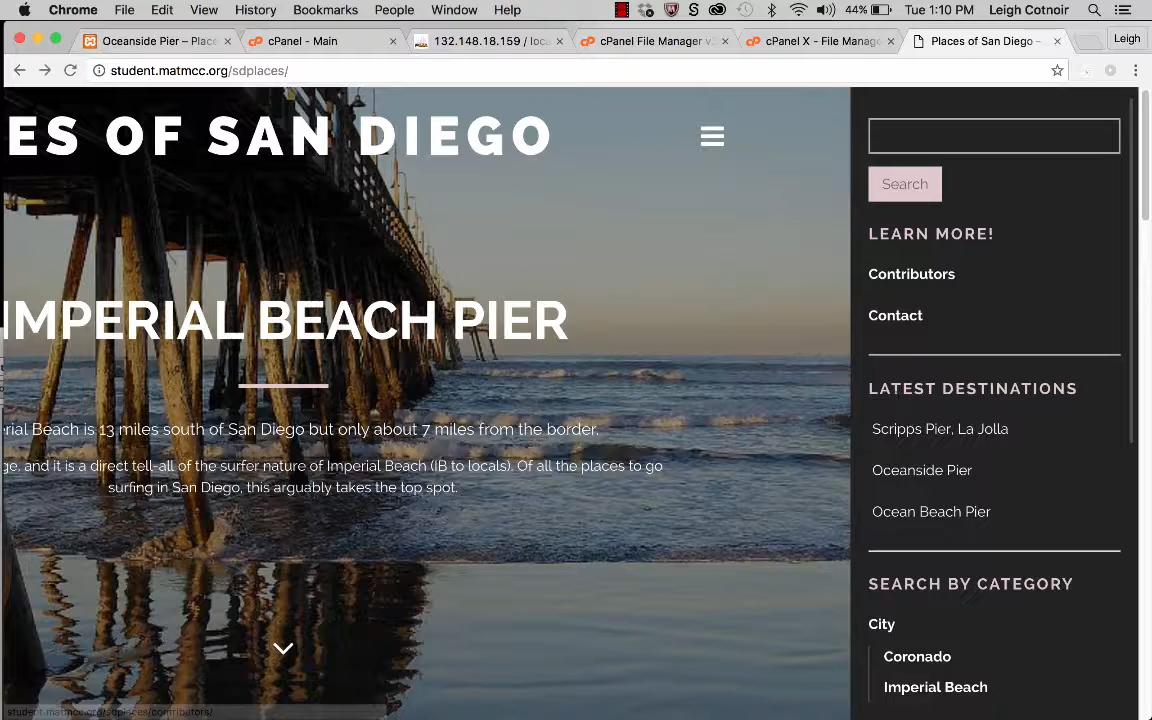 Chrome File Edit View History Bookmarks People Window Help 44% Tue 1:10 PM Leigh Cotnoir
Oceanside Pier – Place × cPanel - Main × 132.148.18.159 / loca × cPanel File Manager v × cPanel X - File Manage × Places of San Diego – × Leigh
student.matmcc.org/sdplaces/
ES OF SAN DIEGO
Search
LEARN MORE!
Contributors
Contact
IMPERIAL BEACH PIER
LATEST DESTINATIONS
Scripps Pier, La Jolla
Oceanside Pier
Ocean Beach Pier
erial Beach is 13 miles south of San Diego but only about 7 miles from the border.
ge, and it is a direct tell-all of the surfer nature of Imperial Beach (IB to locals). Of all the places to go
surfing in San Diego, this arguably takes the top spot.
SEARCH BY CATEGORY
City
Coronado
Imperial Beach
student.matmcc.org/sdplaces/contributors/